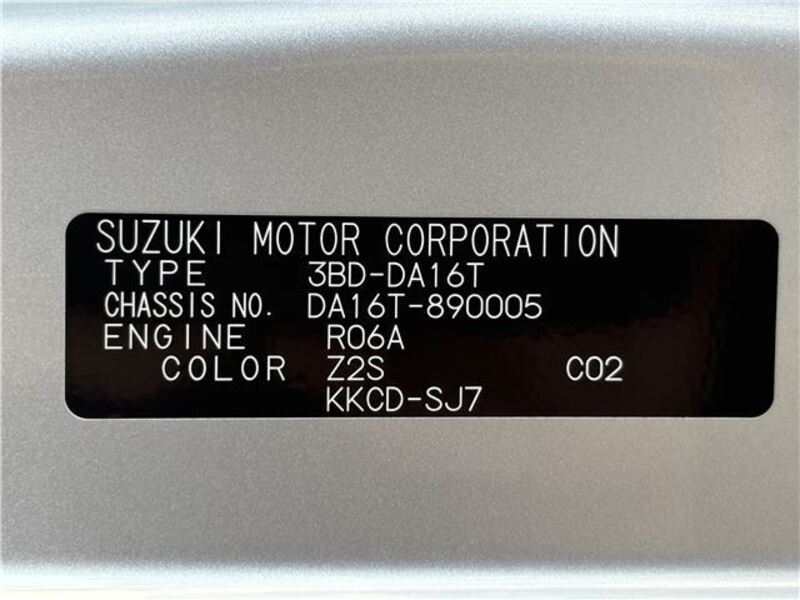 SUZUKI MOTOR CORPORATION
TYPE 3BD-DA16T
CHASSIS NO. DA16T-890005
ENGINE R06A
COLOR Z2S C02
KKCD-SJ7